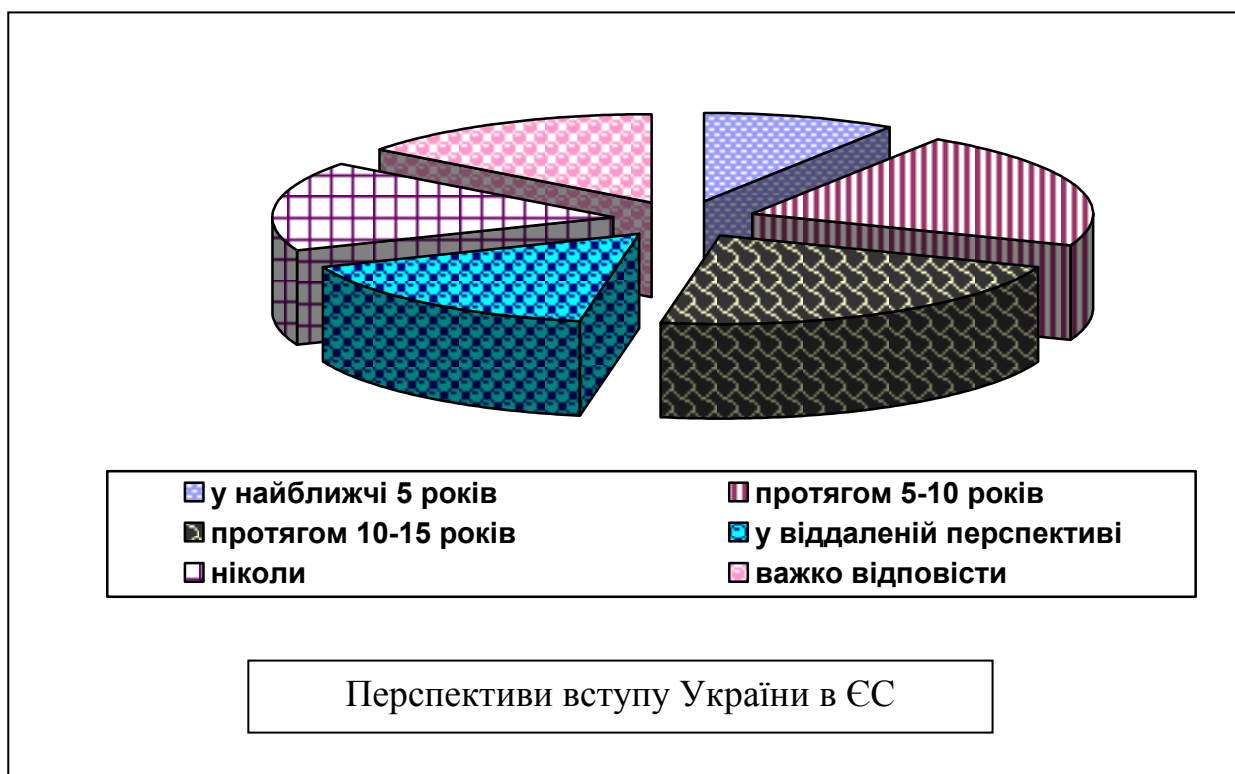 у найближчі 5 років
протягом 5-10 років
протягом 10-15 років
у віддаленій перспективі
ніколи
важко відповісти
Перспективи вступу України в ЄС